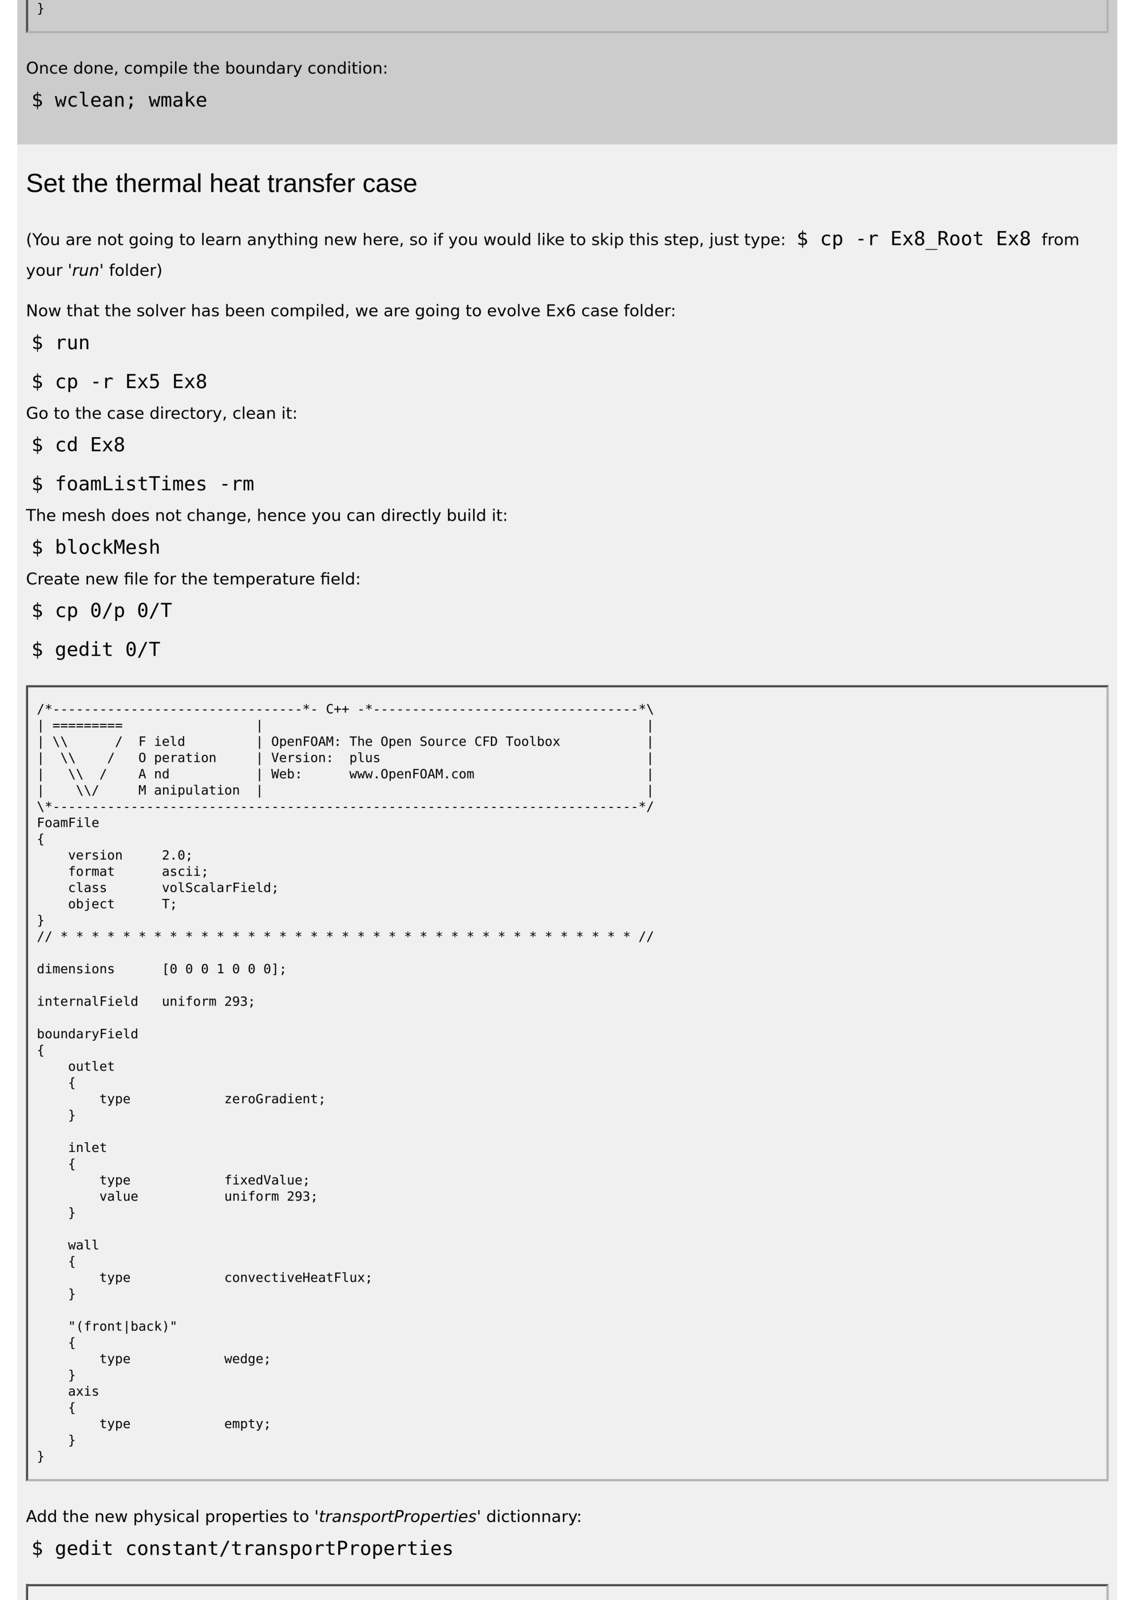 }
Once done, compile the boundary condition:
$ wclean; wmake
Set the thermal heat transfer case
(You are not going to learn anything new here, so if you would like to skip this step, just type: $ cp -r Ex8_Root Ex8 from
your 'run' folder)
Now that the solver has been compiled, we are going to evolve Ex6 case folder:
$ run
$ cp -r Ex5 Ex8
Go to the case directory, clean it:
$ cd Ex8
$ foamListTimes -rm
The mesh does not change, hence you can directly build it:
$ blockMesh
Create new file for the temperature field:
$ cp 0/p 0/T
$ gedit 0/T
/*--------------------------------*- C++ -*----------------------------------*\
| =========                 |                                                 |
| \\      /  F ield         | OpenFOAM: The Open Source CFD Toolbox           |
|  \\    /   O peration     | Version:  plus                                  |
|   \\  /    A nd           | Web:      www.OpenFOAM.com                      |
|    \\/     M anipulation  |                                                 |
\*---------------------------------------------------------------------------*/
FoamFile
{
    version     2.0;
    format      ascii;
    class       volScalarField;
    object      T;
}
// * * * * * * * * * * * * * * * * * * * * * * * * * * * * * * * * * * * * * //
dimensions      [0 0 0 1 0 0 0];
internalField   uniform 293;
boundaryField
{
    outlet
    {
        type            zeroGradient;
    }
    inlet
    {
        type            fixedValue;
        value           uniform 293;
    }
    wall
    {
        type            convectiveHeatFlux;
    }
    "(front|back)"
    {
        type            wedge;
    }
    axis
    {
        type            empty;
    }
}
Add the new physical properties to 'transportProperties' dictionnary:
$ gedit constant/transportProperties